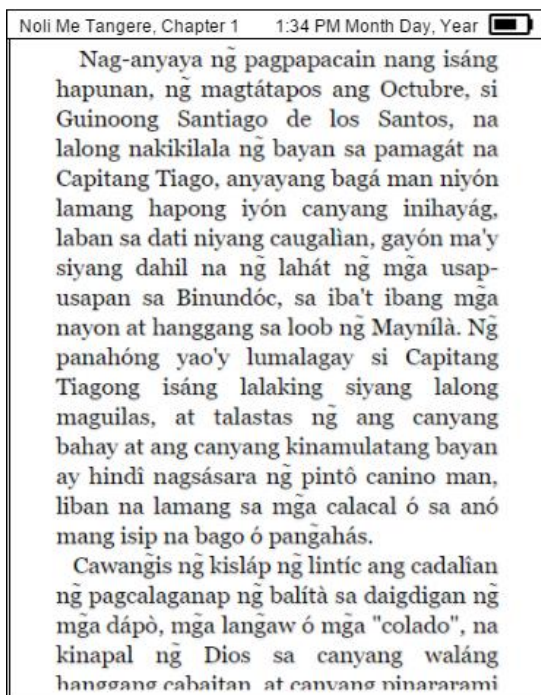 Noli Me Tangere, Chapter 1 1:34 PM Month Day, Year
Nag-anyaya ng̃ pagpapacain nang isáng
hapunan, ng̃ magtátapos ang Octubre, si
Guinoong Santiago de los Santos, na
lalong nakikilala ng̃ bayan sa pamagát na
Capitang Tiago, anyayang bagá man niyón
lamang hapong iyón canyang inihayág,
laban sa dati niyang caugalìan, gayón ma'y
siyang dahil na ng̃ lahát ng̃ mg̃a usap-
usapan sa Binundóc, sa iba't ibang mg̃a
nayon at hanggang sa loob ng̃ Maynílà. Ng̃
panahóng yao'y lumalagay si Capitang
Tiagong isáng lalaking siyang lalong
maguilas, at talastas ng̃ ang canyang
bahay at ang canyang kinamulatang bayan
ay hindî nagsásara ng̃ pintô canino man,
liban na lamang sa mg̃a calacal ó sa anó
mang isip na bago ó pang̃ahás.
Cawang̃is ng̃ kisláp ng̃ lintíc ang cadalîan
ng̃ pagcalaganap ng̃ balítà sa daigdigan ng̃
mg̃a dápò, mg̃a lang̃aw ó mg̃a "colado", na
kinapal ng̃ Dios sa canyang waláng
hanggang cabaitan, at canyang pinararami